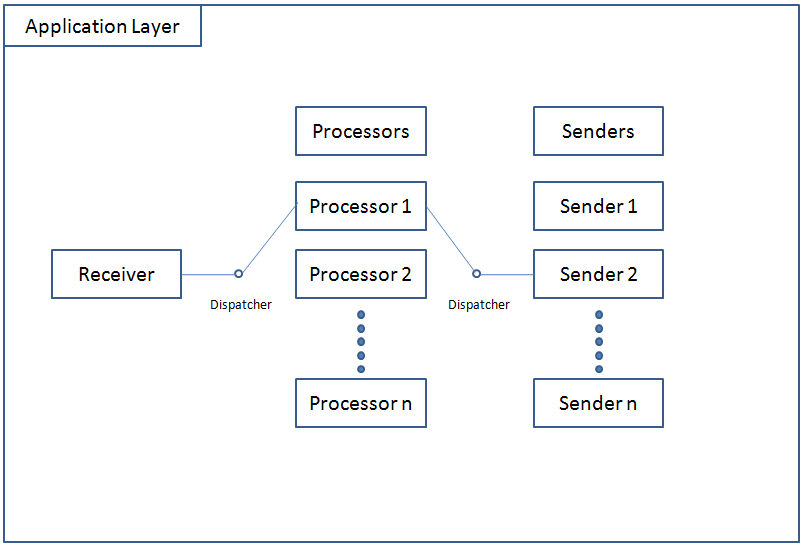 Application Layer
Processors
Senders
Processor 1
Sender 1
Receiver
Processor 2
Sender 2
Dispatcher
Dispatcher
Processor n
Sender n